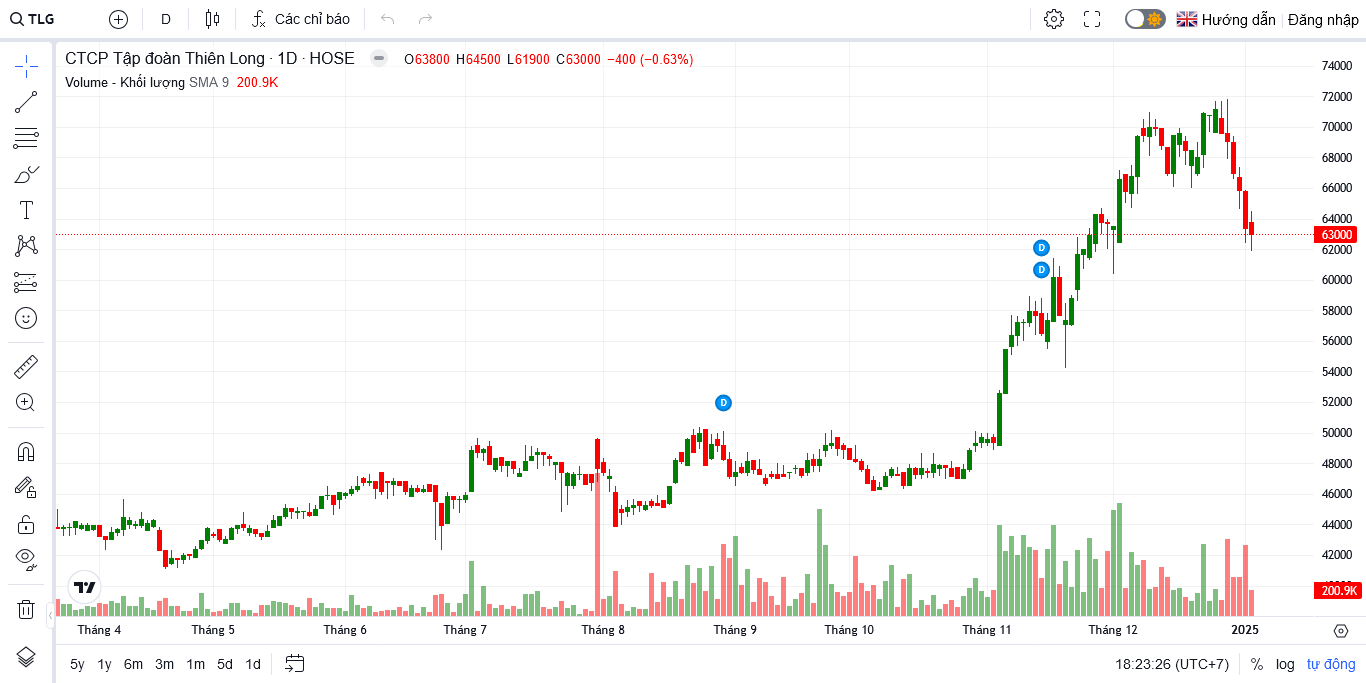 TLG D Các chỉ báo Hướng dẫn Đăng nhập
CTCP Tập đoàn Thiên Long · 1D · HOSE O63800 H64500 L61900 C63000 −400 (−0.63%)
Volume - Khối lượng SMA 9 200.9K
74000
72000
70000
68000
66000
64000
63000
62000
60000
58000
56000
54000
52000
50000
48000
46000
44000
42000
200.9K
D
D
D
Tháng 4 Tháng 5 Tháng 6 Tháng 7 Tháng 8 Tháng 9 Tháng 10 Tháng 11 Tháng 12 2025
5y 1y 6m 3m 1m 5d 1d 18:23:26 (UTC+7) % log tự động